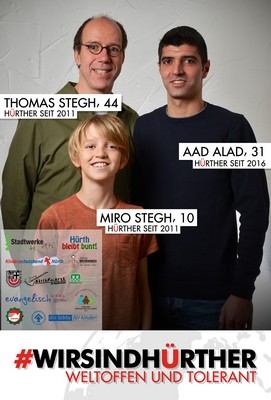 THOMAS STEGH, 44
HÜRTHER SEIT 2011
AAD ALAD, 31
HÜRTHER SEIT 2016
MIRO STEGH, 10
HÜRTHER SEIT 2011
Stadtwerke
Hürth
bleibt bunt!
Hürth
evangelisch
#WIRSINDHÜRTHER
WELTOFFEN UND TOLERANT